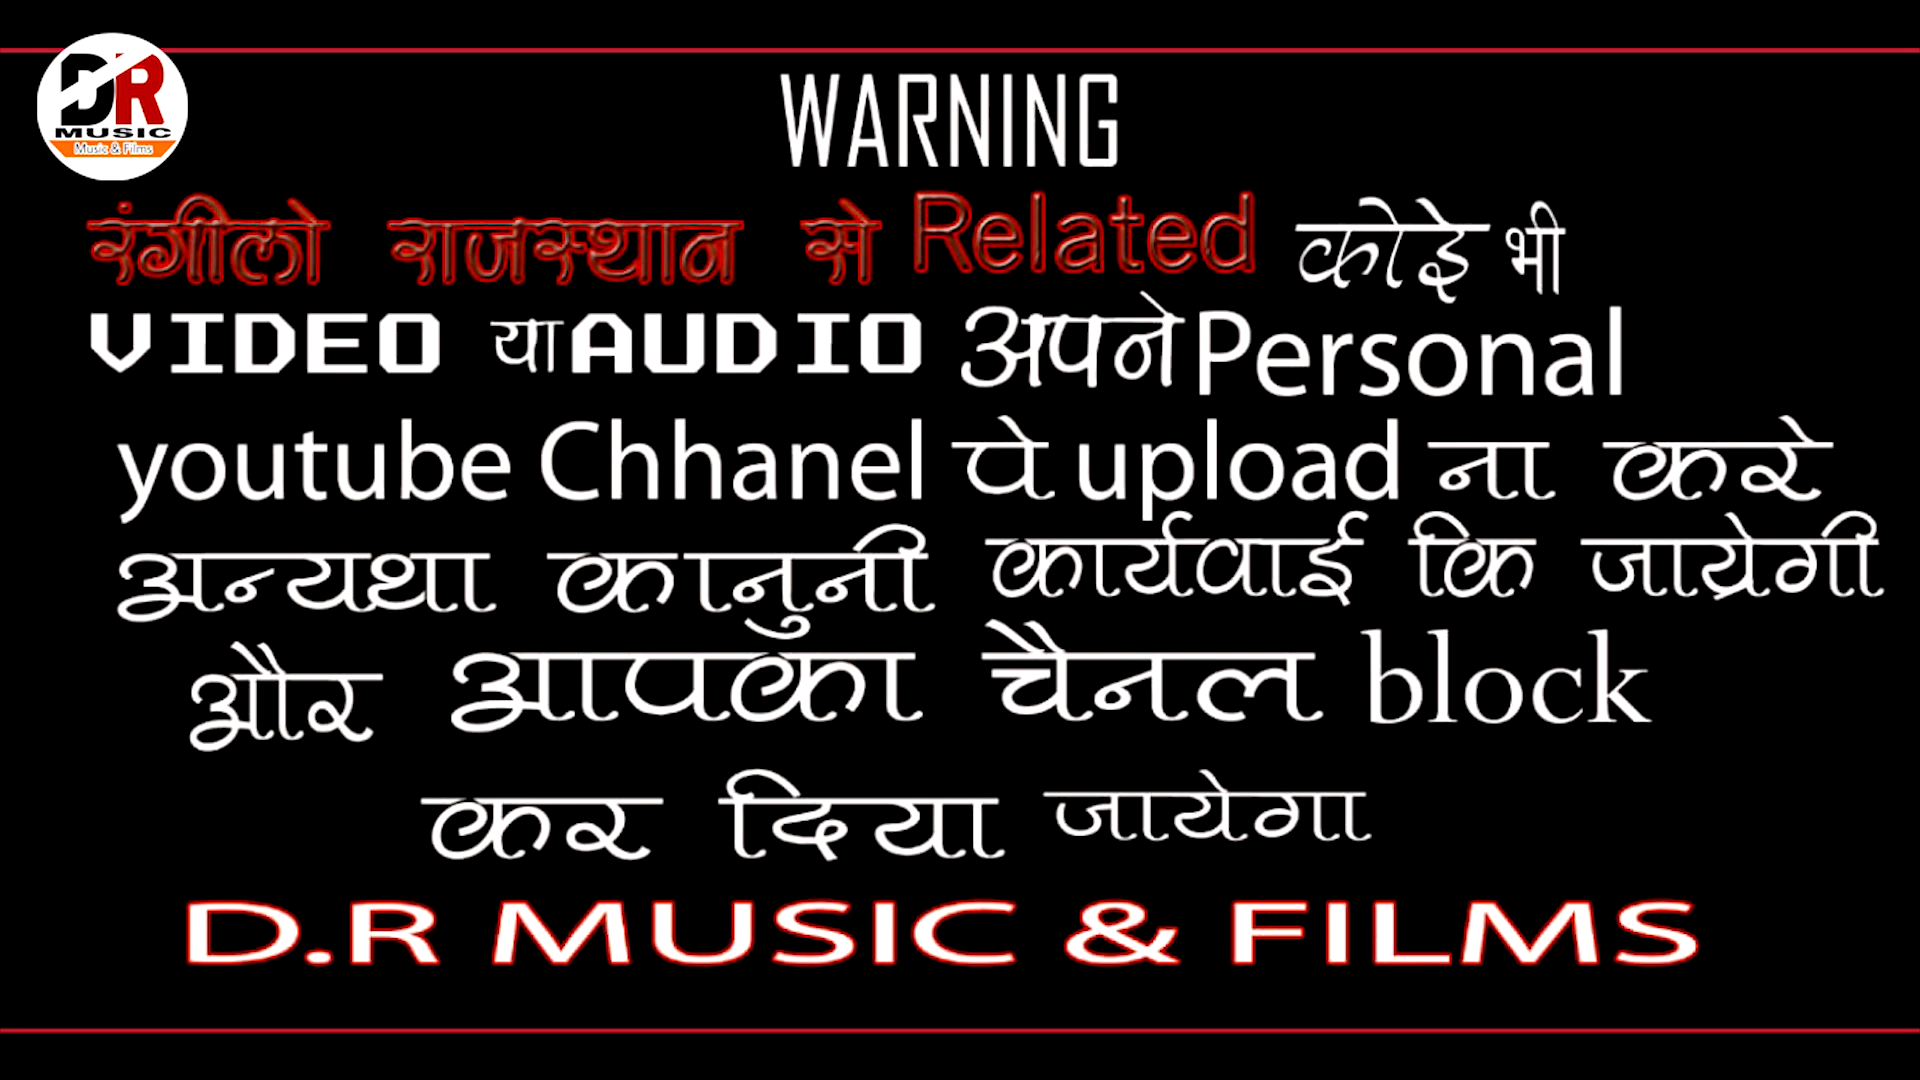 DR
MUSIC
Music & Films
WARNING
रंगीलो राजस्थान से Related कोई भी
VIDEO या AUDIO अपने Personal
youtube Chhanel पे upload ना करे
अन्यथा कानुनी कार्यवाई कि जाय्रेगी
और आपका चैनल block
कर दिया जायेगा
D.R MUSIC & FILMS